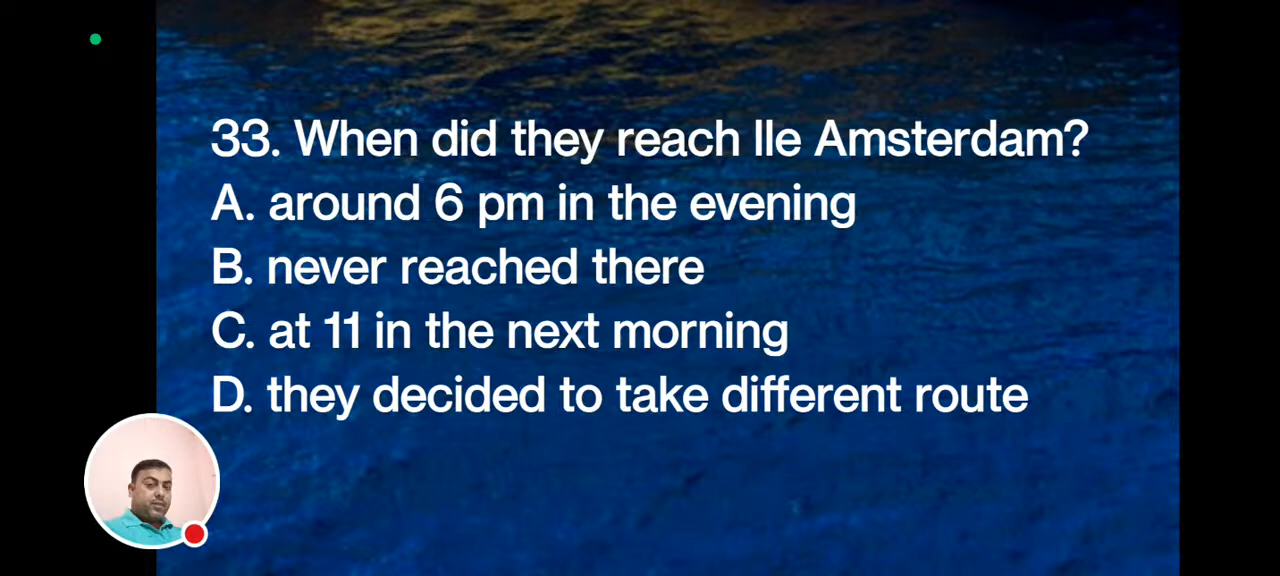 33. When did they reach Ile Amsterdam?
A. around 6 pm in the evening
B. never reached there
C. at 11 in the next morning
D. they decided to take different route